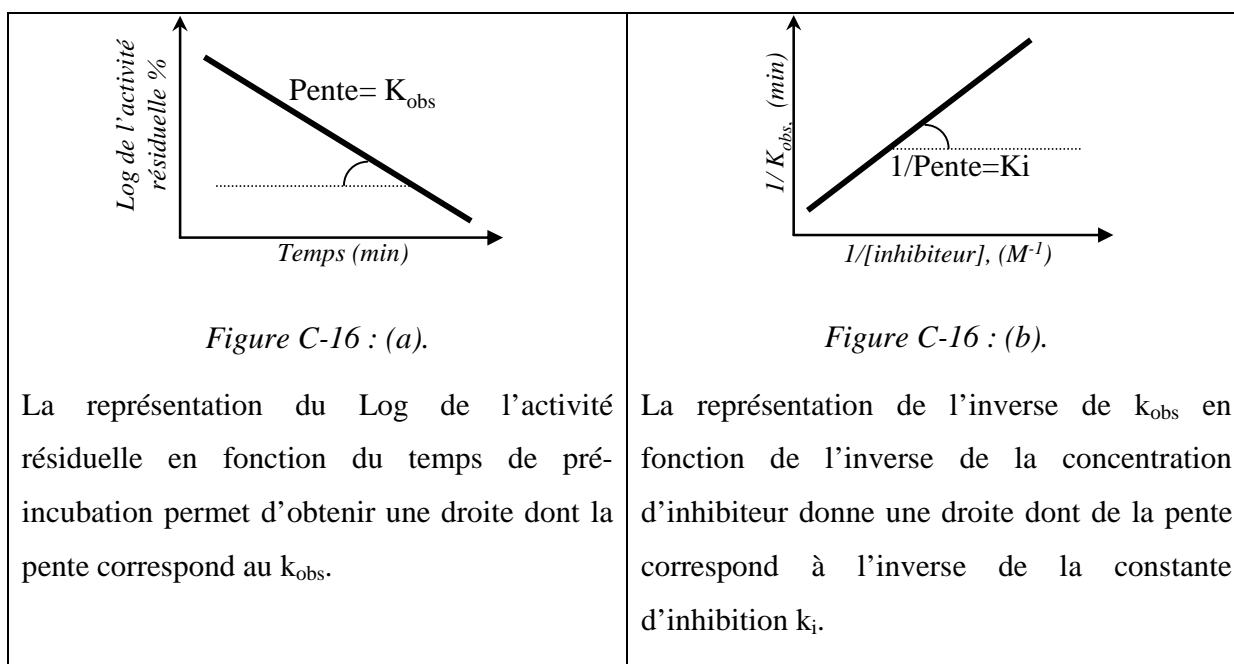 Log de l'activité
résiduelle %
Pente= Kobs
Temps (min)
Figure C-16 : (a).
La représentation du Log de l'activité
résiduelle en fonction du temps de pré-
incubation permet d'obtenir une droite dont la
pente correspond au kobs.
1/ Kobs, (min)
1/Pente=Ki
1/[inhibiteur], (M-1)
Figure C-16 : (b).
La représentation de l'inverse de kobs en
fonction de l'inverse de la concentration
d'inhibiteur donne une droite dont de la pente
correspond à l'inverse de la constante
d'inhibition ki.